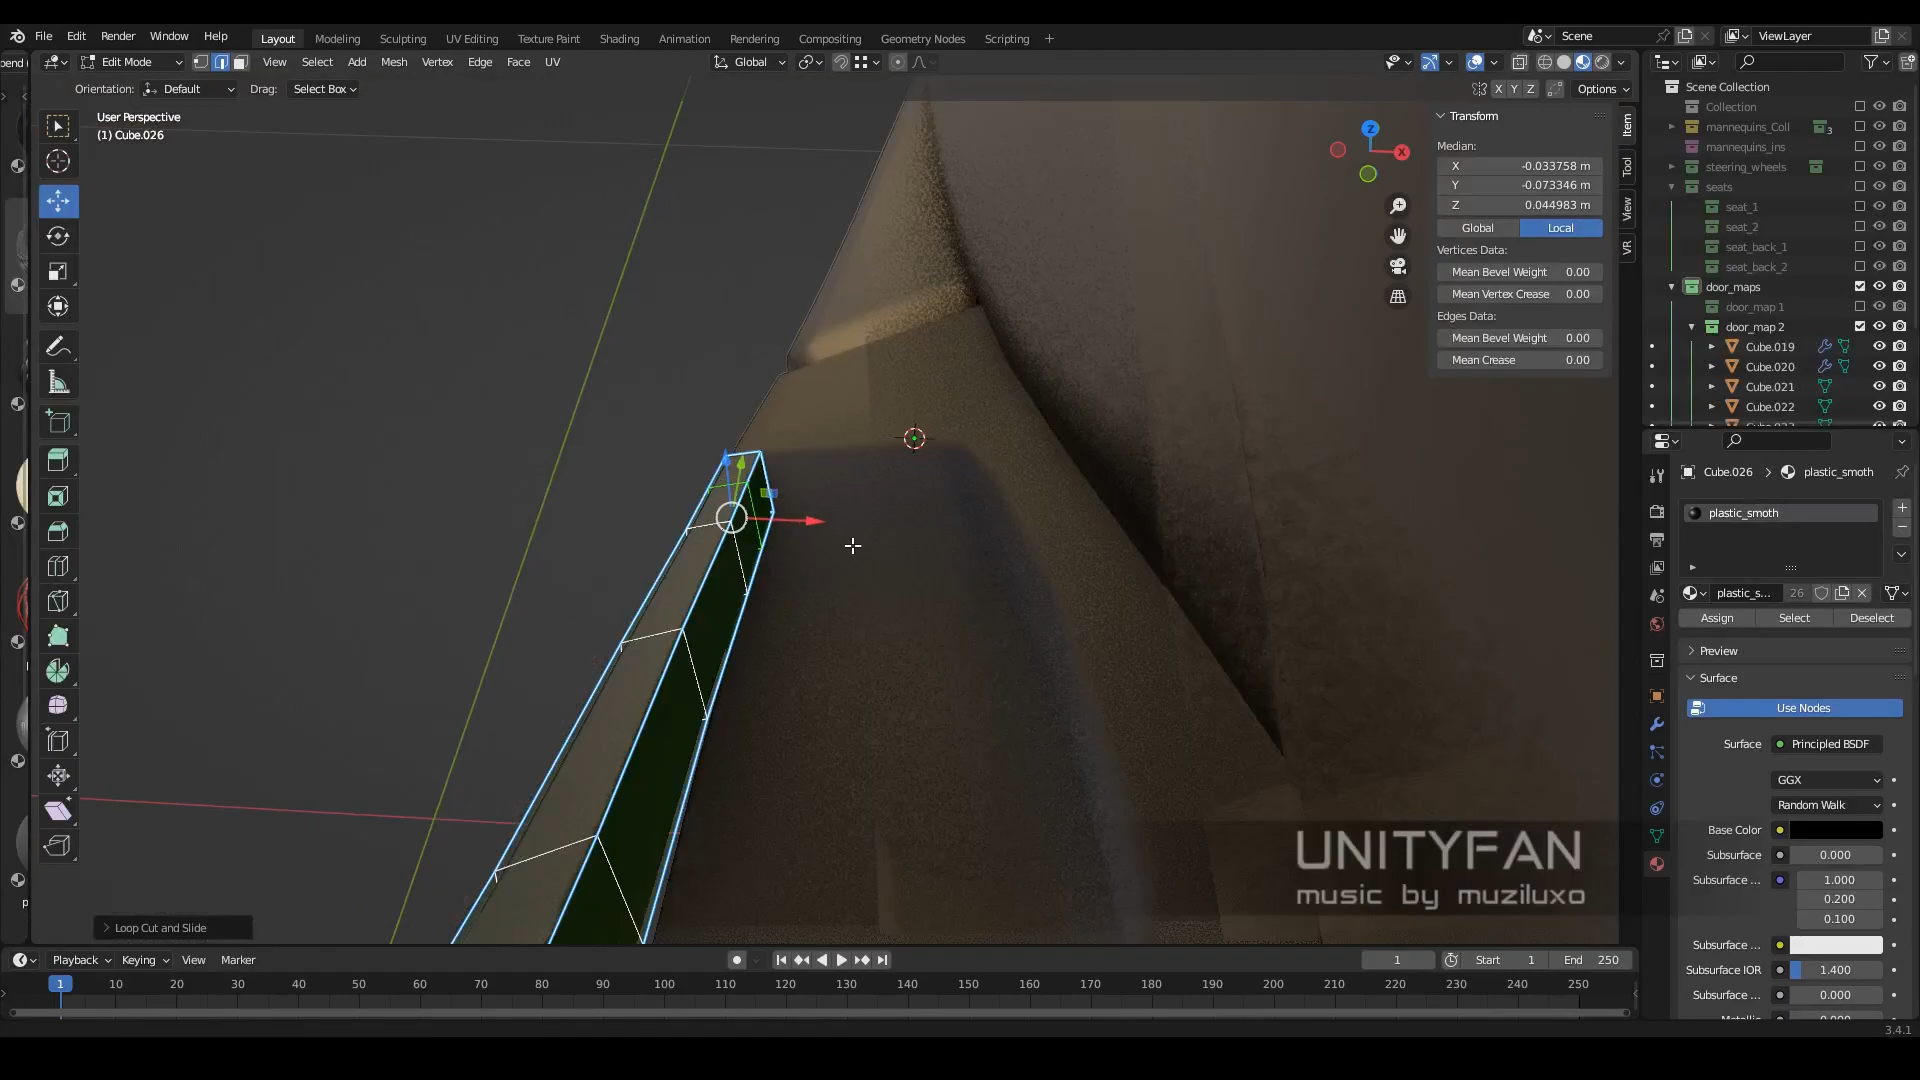 File Edit Render Window Help
Layout Modeling Sculpting UV Editing Texture Paint Shading Animation Rendering Compositing Geometry Nodes Scripting +
Scene ViewLayer
Edit Mode View Select Add Mesh Vertex Edge Face UV Global
Orientation: Default Drag: Select Box X Y Z Options
User Perspective
(1) Cube.026
Z
X
Transform
Median:
X -0.033758 m
Y -0.073346 m
Z 0.044983 m
Global Local
Vertices Data:
Mean Bevel Weight 0.00
Mean Vertex Crease 0.00
Edges Data:
Mean Bevel Weight 0.00
Mean Crease 0.00
Item
Tool
View
VR
Scene Collection
Collection
mannequins_Coll 3
mannequins_ins
steering_wheels
seats
seat_1
seat_2
seat_back_1
seat_back_2
door_maps
door_map 1
door_map 2
Cube.019
Cube.020
Cube.021
Cube.022
Cube.026 > plastic_smoth
plastic_smoth
plastic_s... 26
Assign Select Deselect
Preview
Surface
Use Nodes
Surface Principled BSDF
GGX
Random Walk
Base Color
Subsurface 0.000
Subsurface ... 1.000
0.200
0.100
Subsurface ...
Subsurface IOR 1.400
Subsurface ... 0.000
UNITYFAN
music by muziluxo
Loop Cut and Slide
Playback Keying View Marker 1 Start 1 End 250
1 10 20 30 40 50 60 70 80 90 100 110 120 130 140 150 160 170 180 190 200 210 220 230 240 250
3.4.1